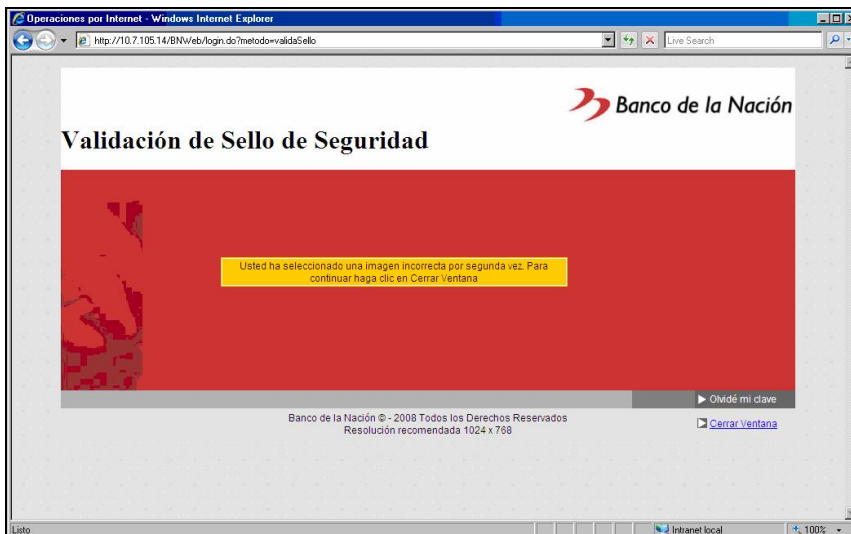 Operaciones por Internet - Windows Internet Explorer
http://10.7.105.14/BNWeb/login.do?metodo=validaSello
Live Search
Banco de la Nación
Validación de Sello de Seguridad
Usted ha seleccionado una imagen incorrecta por segunda vez. Para
continuar haga clic en Cerrar Ventana
Olvidé mi clave
Banco de la Nación © - 2008 Todos los Derechos Reservados
Resolución recomendada 1024 x 768
Cerrar Ventana
Listo
Intranet local
100%